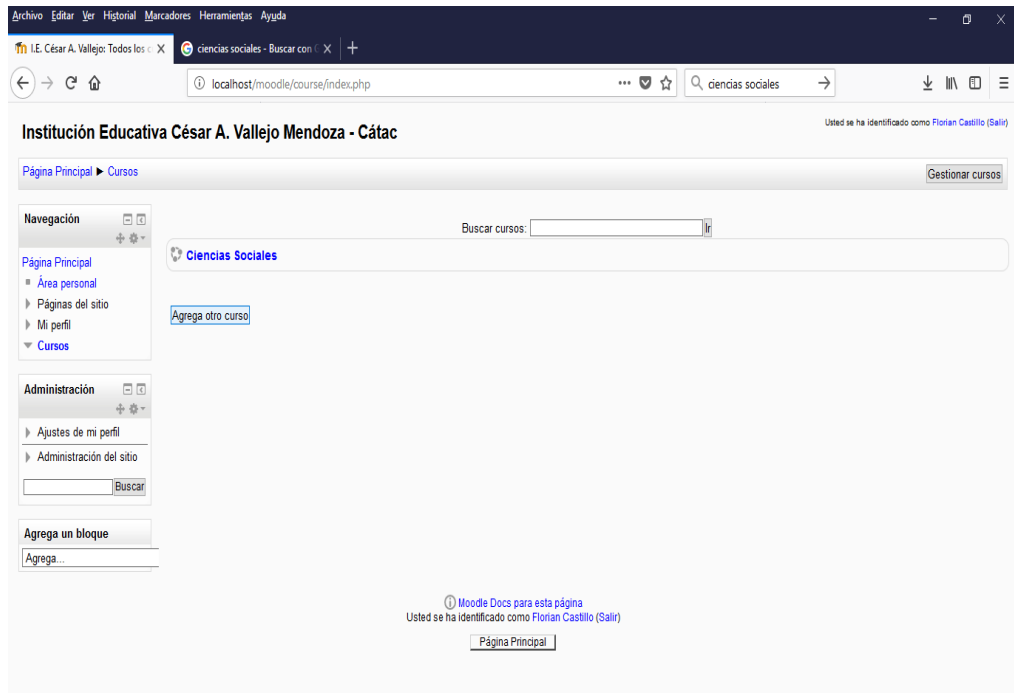 Archivo Editar Ver Historial Marcadores Herramientas Ayuda
I.E. César A. Vallejo: Todos los c
ciencias sociales - Buscar con G
localhost/moodle/course/index.php
ciencias sociales
Usted se ha identificado como Florian Castillo (Salir)
Institución Educativa César A. Vallejo Mendoza - Cátac
Página Principal ► Cursos
Gestionar cursos
Navegación
Página Principal
Área personal
Páginas del sitio
Mi perfil
Cursos
Administración
Ajustes de mi perfil
Administración del sitio
Buscar
Agrega un bloque
Agrega...
Buscar cursos: Ir
Ciencias Sociales
Agrega otro curso
Moodle Docs para esta página
Usted se ha identificado como Florian Castillo (Salir)
Página Principal